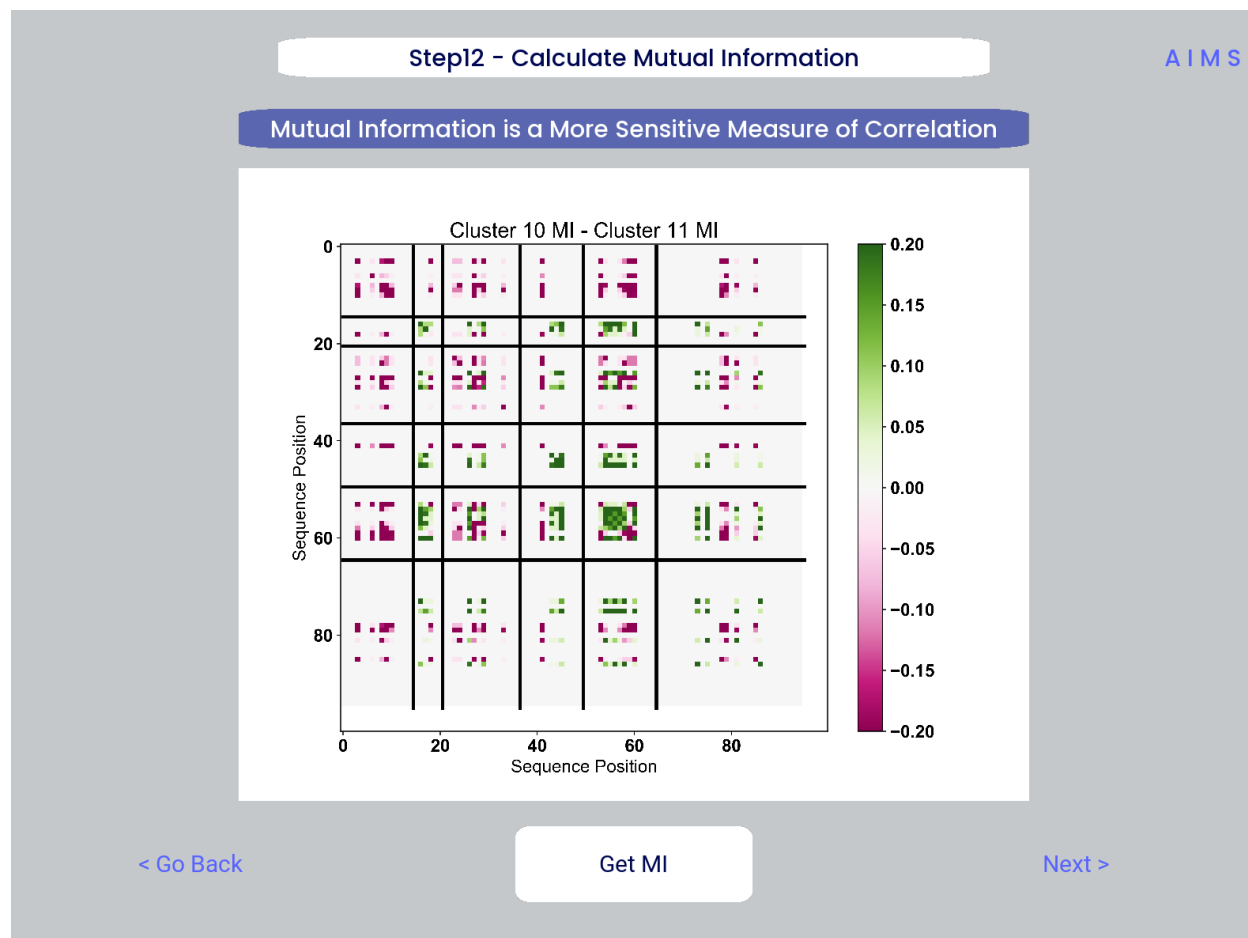 Step12 - Calculate Mutual Information
A I M S
Mutual Information is a More Sensitive Measure of Correlation
Cluster 10 MI - Cluster 11 MI
0
20
40
60
80
Sequence Position
0
20
40
60
80
Sequence Position
0.20
0.15
0.10
0.05
0.00
−0.05
−0.10
−0.15
−0.20
< Go Back
Get MI
Next >